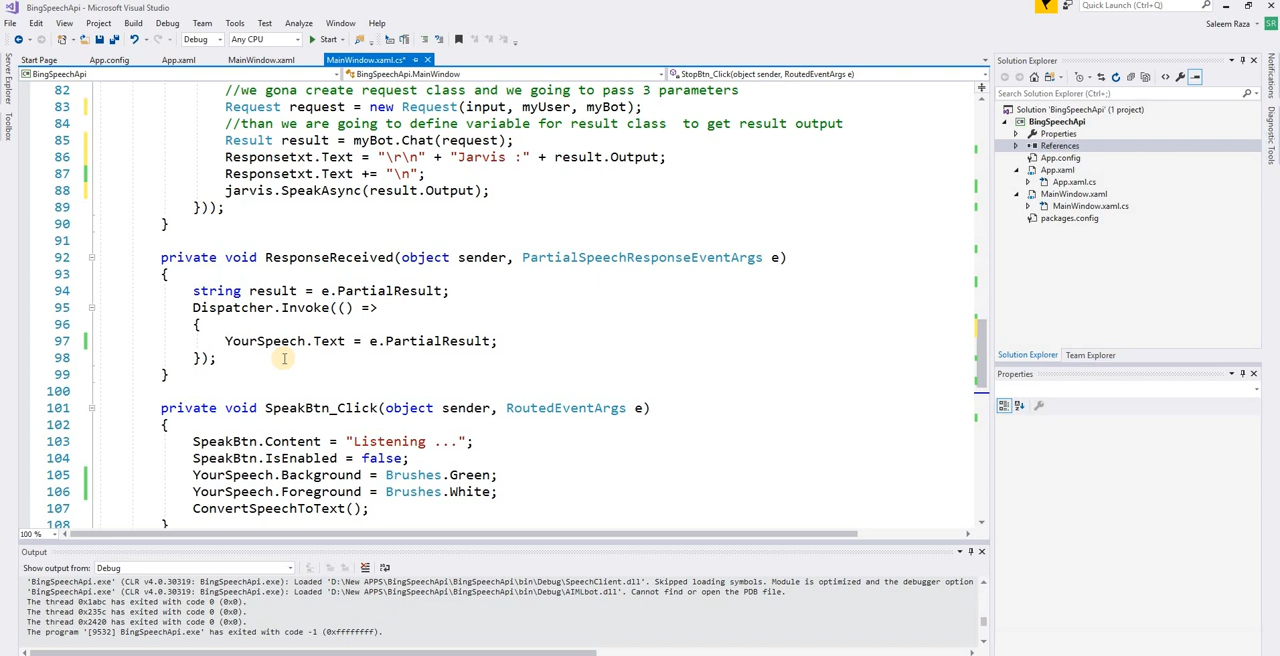 BingSpeechApi - Microsoft Visual Studio
Quick Launch (Ctrl+Q)
File Edit View Project Build Debug Team Tools Test Analyze Window Help
Saleem Raza SR
Debug Any CPU Start
Start Page App.config App.xaml MainWindow.xaml MainWindow.xaml.cs*
BingSpeechApi BingSpeechApi.MainWindow StopBtn_Click(object sender, RoutedEventArgs e)
82 //we gona create request class and we going to pass 3 parameters
83 Request request = new Request(input, myUser, myBot);
84 //than we are going to define variable for result class  to get result output
85 Result result = myBot.Chat(request);
86 Responsetxt.Text = "\r\n" + "Jarvis :" + result.Output;
87 Responsetxt.Text += "\n";
88 jarvis.SpeakAsync(result.Output);
89 }));
90 }
91
92 private void ResponseReceived(object sender, PartialSpeechResponseEventArgs e)
93 {
94 string result = e.PartialResult;
95 Dispatcher.Invoke(() =>
96 {
97 YourSpeech.Text = e.PartialResult;
98 });
99 }
100
101 private void SpeakBtn_Click(object sender, RoutedEventArgs e)
102 {
103 SpeakBtn.Content = "Listening ...";
104 SpeakBtn.IsEnabled = false;
105 YourSpeech.Background = Brushes.Green;
106 YourSpeech.Foreground = Brushes.White;
107 ConvertSpeechToText();
108 }
100 %
Output
Show output from: Debug
'BingSpeechApi.exe' (CLR v4.0.30319: BingSpeechApi.exe): Loaded 'D:\New APPS\BingSpeechApi\BingSpeechApi\bin\Debug\SpeechClient.dll'. Skipped loading symbols. Module is optimized and the debugger option
'BingSpeechApi.exe' (CLR v4.0.30319: BingSpeechApi.exe): Loaded 'D:\New APPS\BingSpeechApi\BingSpeechApi\bin\Debug\AIMLbot.dll'. Cannot find or open the PDB file.
The thread 0x1abc has exited with code 0 (0x0).
The thread 0x235c has exited with code 0 (0x0).
The thread 0x2420 has exited with code 0 (0x0).
The program '[9532] BingSpeechApi.exe' has exited with code -1 (0xffffffff).
Server Explorer
Toolbox
Solution Explorer
Search Solution Explorer (Ctrl+;)
Solution 'BingSpeechApi' (1 project)
BingSpeechApi
Properties
References
App.config
App.xaml
App.xaml.cs
MainWindow.xaml
MainWindow.xaml.cs
packages.config
Solution Explorer Team Explorer
Properties
Notifications
Diagnostic Tools